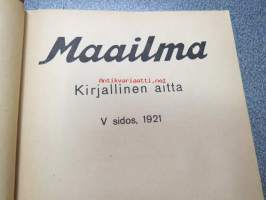 Maailma
Antikvariaatti.net
Kirjallinen aitta
V sidos, 1921